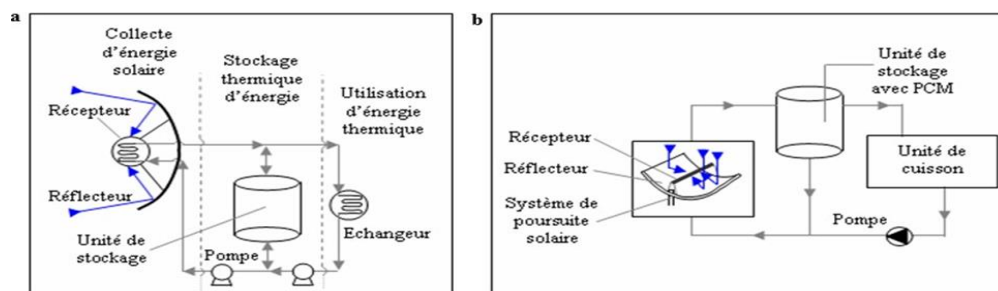 a
Collecte
d'énergie
solaire
Stockage
thermique
d'énergie
Utilisation
d'énergie
thermique
Récepteur
Réflecteur
Unité de
stockage
Pompe
Echangeur
b
Unité de
stockage
avec PCM
Récepteur
Réflecteur
Système de
poursuite
solaire
Unité de
cuisson
Pompe